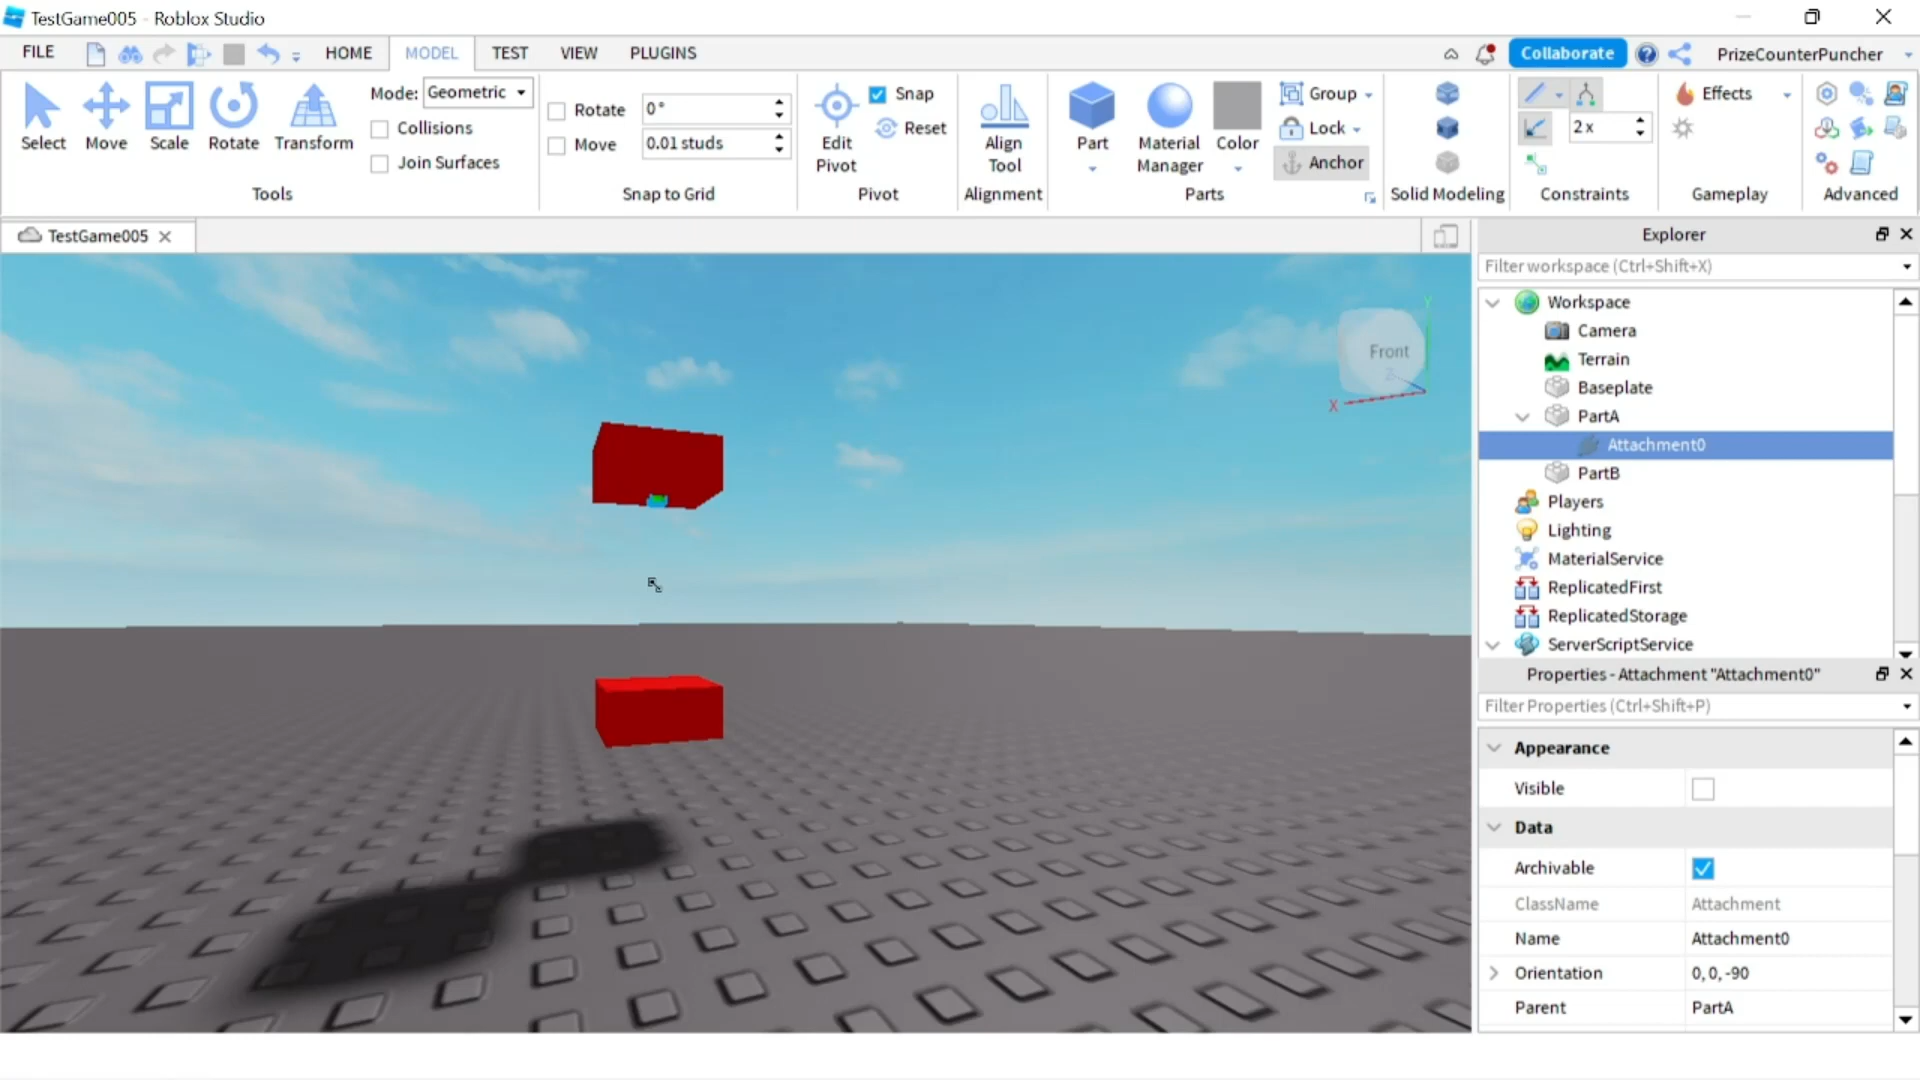 TestGame005 - Roblox Studio
FILE HOME MODEL TEST VIEW PLUGINS Collaborate PrizeCounterPuncher
Select Move Scale Rotate Transform
Mode: Geometric
Collisions
Join Surfaces
Tools
Rotate 0°
Move 0.01 studs
Snap to Grid
Edit Pivot
Snap
Reset
Pivot
Align Tool
Alignment
Part
Material Manager
Color
Group
Lock
Anchor
Parts
Solid Modeling
2x
Constraints
Effects
Gameplay
Advanced
TestGame005
Front
X
Y
Z
Explorer
Filter workspace (Ctrl+Shift+X)
Workspace
Camera
Terrain
Baseplate
PartA
Attachment0
PartB
Players
Lighting
MaterialService
ReplicatedFirst
ReplicatedStorage
ServerScriptService
Properties - Attachment "Attachment0"
Filter Properties (Ctrl+Shift+P)
Appearance
Visible
Data
Archivable
ClassName Attachment
Name Attachment0
Orientation 0, 0, -90
Parent PartA